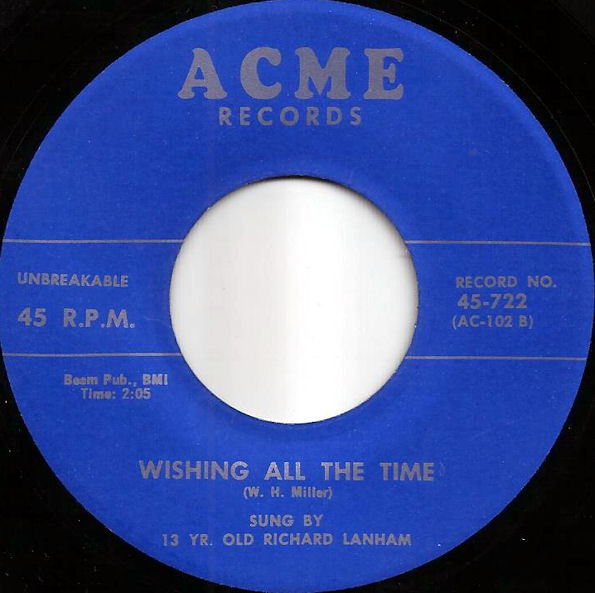 ACME
RECORDS
UNBREAKABLE
45 R.P.M.
RECORD NO.
45-722
(AC-102 B)
Beem Pub., BMI
Time: 2:05
WISHING ALL THE TIME
(W. H. Miller)
SUNG BY
13 YR. OLD RICHARD LANHAM